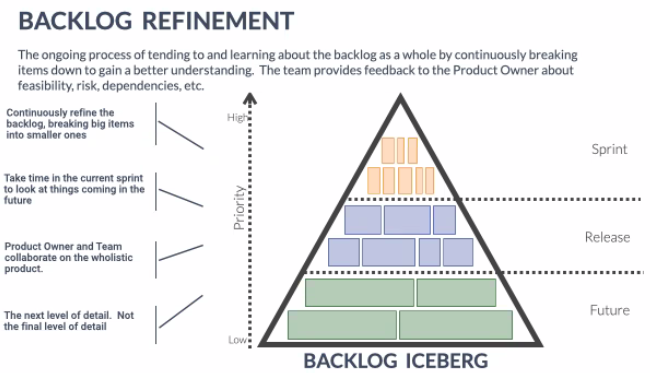 BACKLOG REFINEMENT
The ongoing process of tending to and learning about the backlog as a whole by continuously breaking
items down to gain a better understanding. The team provides feedback to the Product Owner about
feasibility, risk, dependencies, etc.
Continuously refine the
backlog, breaking big items
into smaller ones
Take time in the current sprint
to look at things coming in the
future
Product Owner and Team
collaborate on the wholistic
product.
The next level of detail. Not
the final level of detail
High
Priority
Low
Sprint
Release
Future
BACKLOG ICEBERG